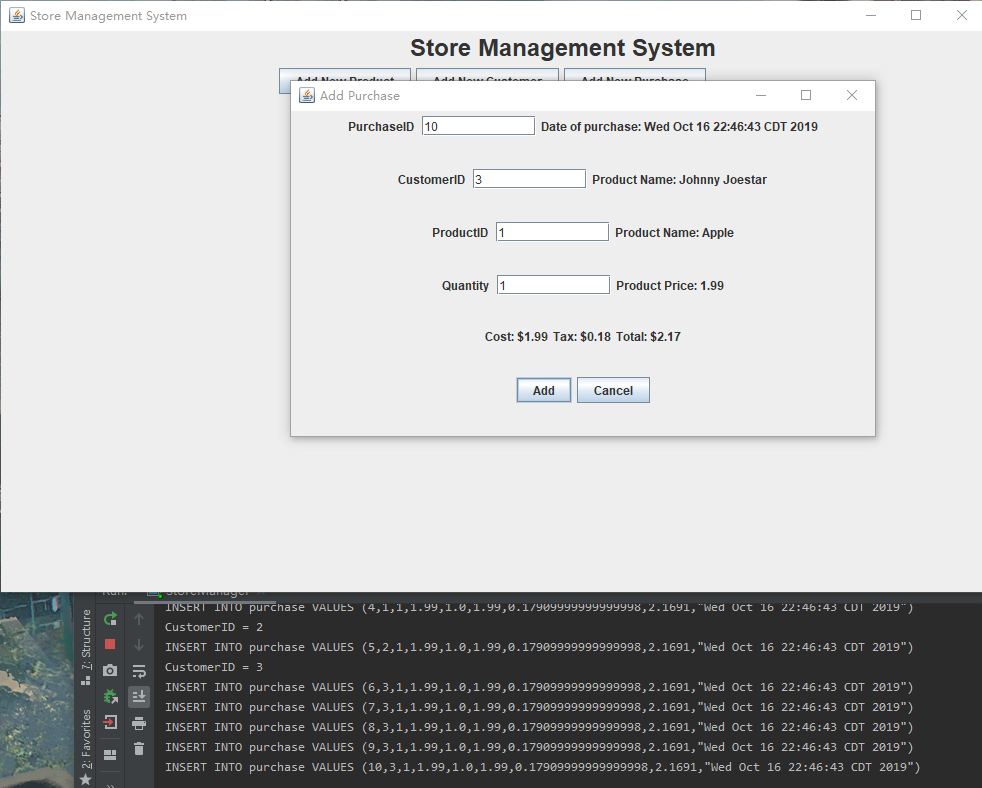 Store Management System
Store Management System
Add New Product Add New Customer Add New Purchase
Add Purchase
PurchaseID 10 Date of purchase: Wed Oct 16 22:46:43 CDT 2019
CustomerID 3 Product Name: Johnny Joestar
ProductID 1 Product Name: Apple
Quantity 1 Product Price: 1.99
Cost: $1.99 Tax: $0.18 Total: $2.17
Add Cancel
Run: StoreManager
7: Structure
2: Favorites
INSERT INTO purchase VALUES (4,1,1,1.99,1.0,1.99,0.17909999999999998,2.1691,"Wed Oct 16 22:46:43 CDT 2019")
CustomerID = 2
INSERT INTO purchase VALUES (5,2,1,1.99,1.0,1.99,0.17909999999999998,2.1691,"Wed Oct 16 22:46:43 CDT 2019")
CustomerID = 3
INSERT INTO purchase VALUES (6,3,1,1.99,1.0,1.99,0.17909999999999998,2.1691,"Wed Oct 16 22:46:43 CDT 2019")
INSERT INTO purchase VALUES (7,3,1,1.99,1.0,1.99,0.17909999999999998,2.1691,"Wed Oct 16 22:46:43 CDT 2019")
INSERT INTO purchase VALUES (8,3,1,1.99,1.0,1.99,0.17909999999999998,2.1691,"Wed Oct 16 22:46:43 CDT 2019")
INSERT INTO purchase VALUES (9,3,1,1.99,1.0,1.99,0.17909999999999998,2.1691,"Wed Oct 16 22:46:43 CDT 2019")
INSERT INTO purchase VALUES (10,3,1,1.99,1.0,1.99,0.17909999999999998,2.1691,"Wed Oct 16 22:46:43 CDT 2019")